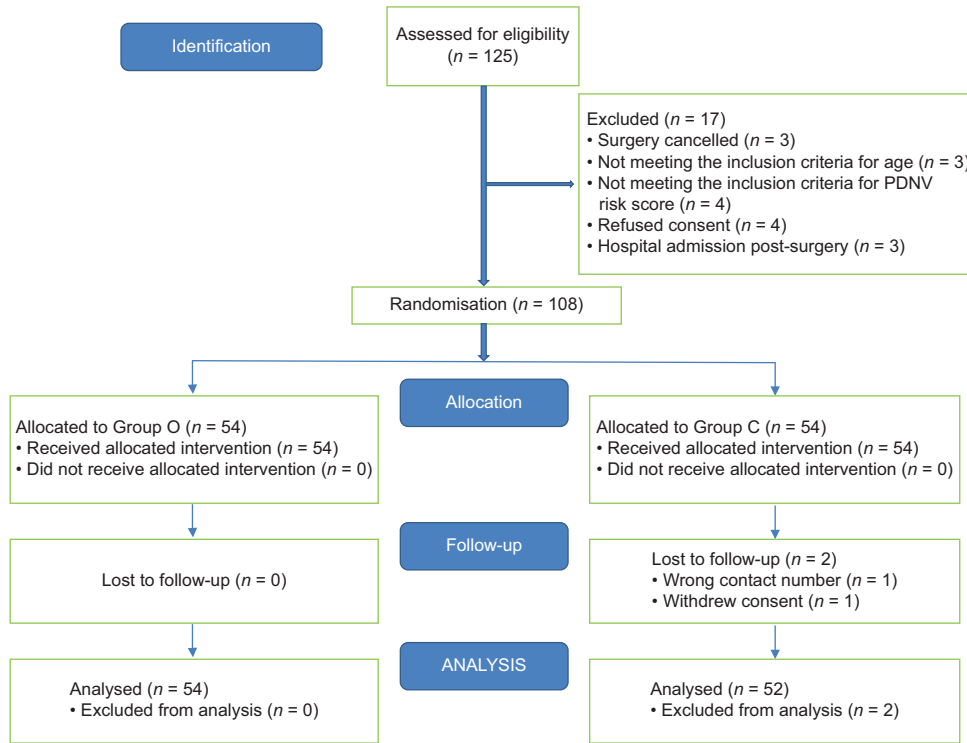 Identification
Assessed for eligibility
(n = 125)
Excluded (n = 17)
• Surgery cancelled (n = 3)
• Not meeting the inclusion criteria for age (n = 3)
• Not meeting the inclusion criteria for PDNV
risk score (n = 4)
• Refused consent (n = 4)
• Hospital admission post-surgery (n = 3)
Randomisation (n = 108)
Allocation
Allocated to Group O (n = 54)
• Received allocated intervention (n = 54)
• Did not receive allocated intervention (n = 0)
Allocated to Group C (n = 54)
• Received allocated intervention (n = 54)
• Did not receive allocated intervention (n = 0)
Follow-up
Lost to follow-up (n = 0)
Lost to follow-up (n = 2)
• Wrong contact number (n = 1)
• Withdrew consent (n = 1)
ANALYSIS
Analysed (n = 54)
• Excluded from analysis (n = 0)
Analysed (n = 52)
• Excluded from analysis (n = 2)